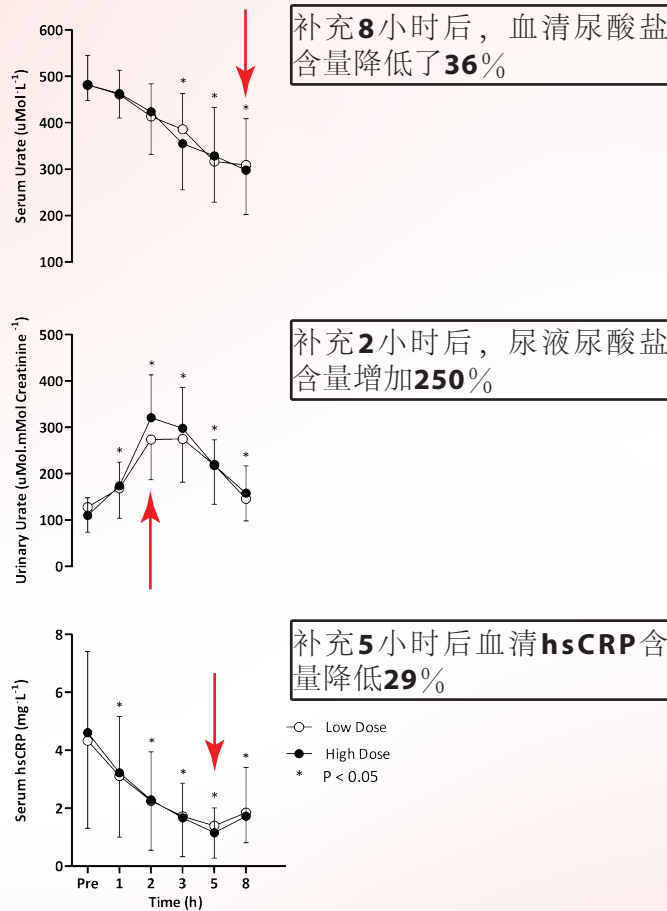 补充8小时后，血清尿酸盐
含量降低了36%
600
500
400
300
200
100
Serum Urate (uMol·L⁻¹)
*
*
*
补充2小时后，尿液尿酸盐
含量增加250%
500
400
300
200
100
0
Urinary Urate (uMol.mMol Creatinine⁻¹)
*
*
*
*
*
补充5小时后血清hsCRP含
量降低29%
8
6
4
2
0
Serum hsCRP (mg·L⁻¹)
*
*
*
*
*
Low Dose
High Dose
* P < 0.05
Pre 1 2 3 5 8
Time (h)